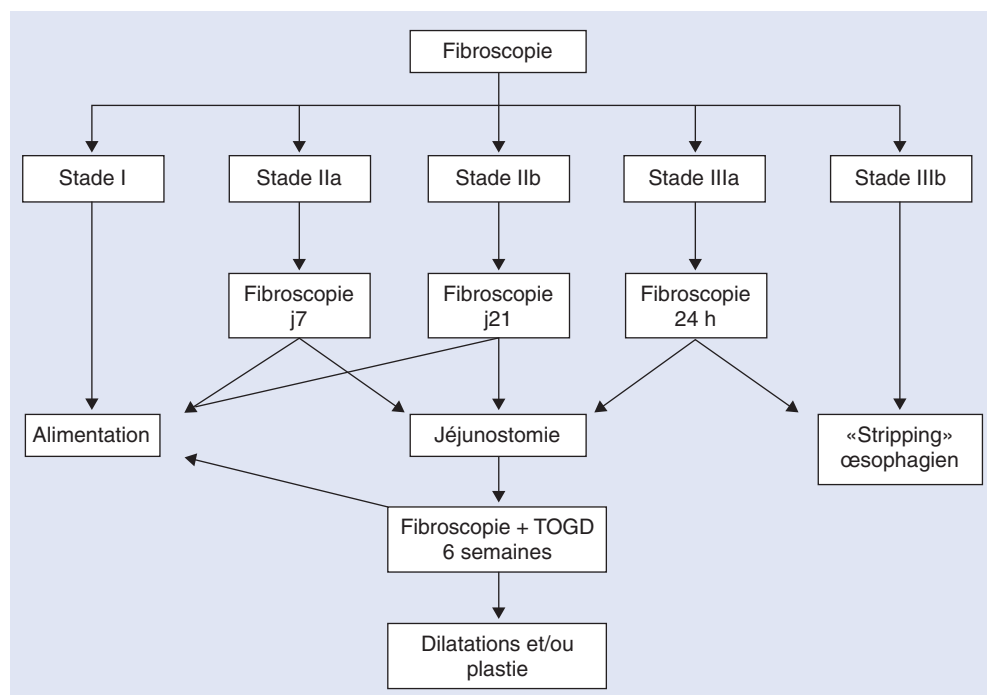 Fibroscopie
Stade I
Stade IIa
Stade IIb
Stade IIIa
Stade IIIb
Fibroscopie
j7
Fibroscopie
j21
Fibroscopie
24 h
Alimentation
Jéjunostomie
«Stripping»
œsophagien
Fibroscopie + TOGD
6 semaines
Dilatations et/ou
plastie